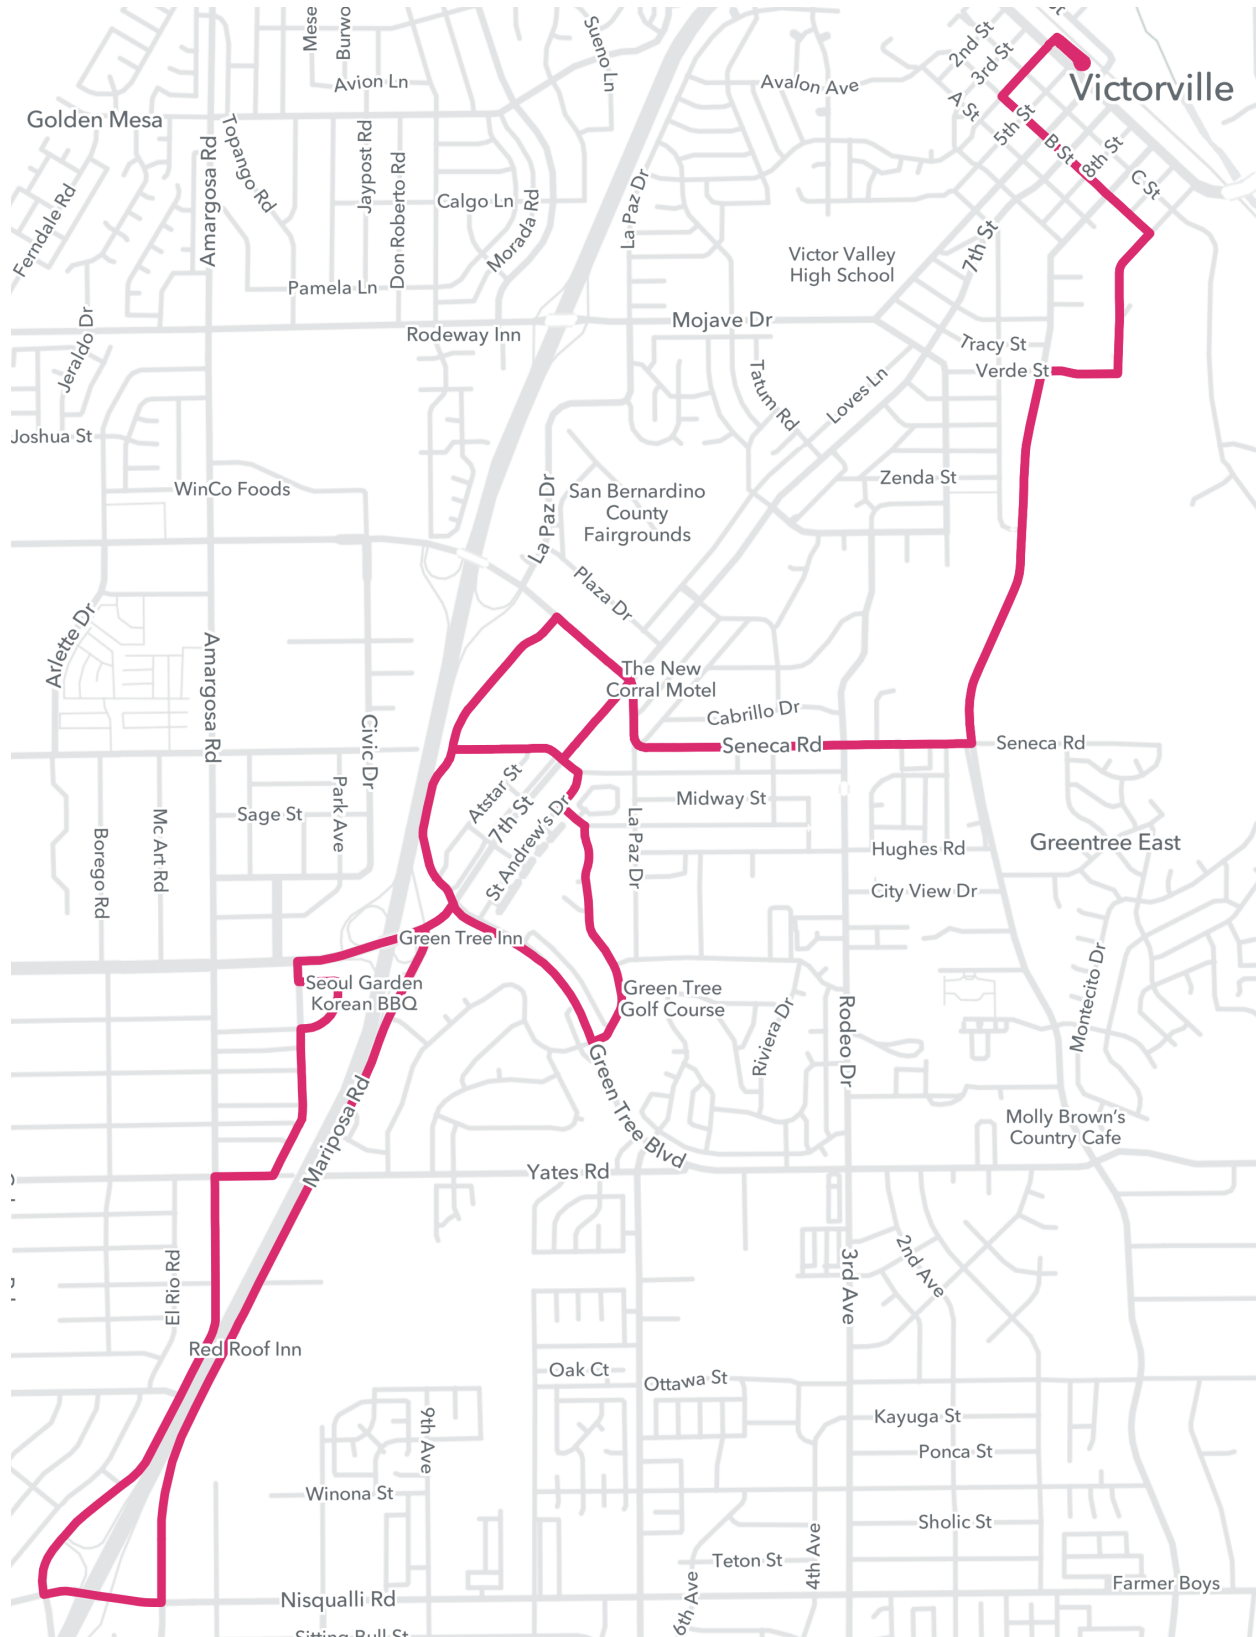 Mese
Burwo
Sueno Ln
Avion Ln
Avalon Ave
2nd St
3rd St
St
Victorville
A St
5th St
B St
8th St
C St
Golden Mesa
Topango Rd
Jaypost Rd
Don Roberto Rd
Amargosa Rd
Calgo Ln
Morada Rd
La Paz Dr
Ferndale Rd
7th St
Victor Valley
High School
Pamela Ln
Mojave Dr
Rodeway Inn
Jeraldo Dr
Tracy St
Verde St
Tatum Rd
Loves Ln
Joshua St
Zenda St
WinCo Foods
San Bernardino
County
Fairgrounds
La Paz Dr
Plaza Dr
Arlette Dr
Amargosa Rd
The New
Corral Motel
Cabrillo Dr
Seneca Rd
Seneca Rd
Civic Dr
Atstar St
7th St
St Andrew's Dr
Midway St
Sage St
Park Ave
Mc Art Rd
Borego Rd
La Paz Dr
Hughes Rd
Greentree East
City View Dr
Green Tree Inn
Seoul Garden
Korean BBQ
Green Tree
Golf Course
Montecito Dr
Riviera Dr
Rodeo Dr
Mariposa Rd
Green Tree Blvd
Molly Brown's
Country Cafe
Yates Rd
El Rio Rd
2nd Ave
3rd Ave
Red Roof Inn
Oak Ct
Ottawa St
9th Ave
Kayuga St
Ponca St
Winona St
Sholic St
4th Ave
Teton St
6th Ave
Farmer Boys
Nisqualli Rd
Sitting Bull St